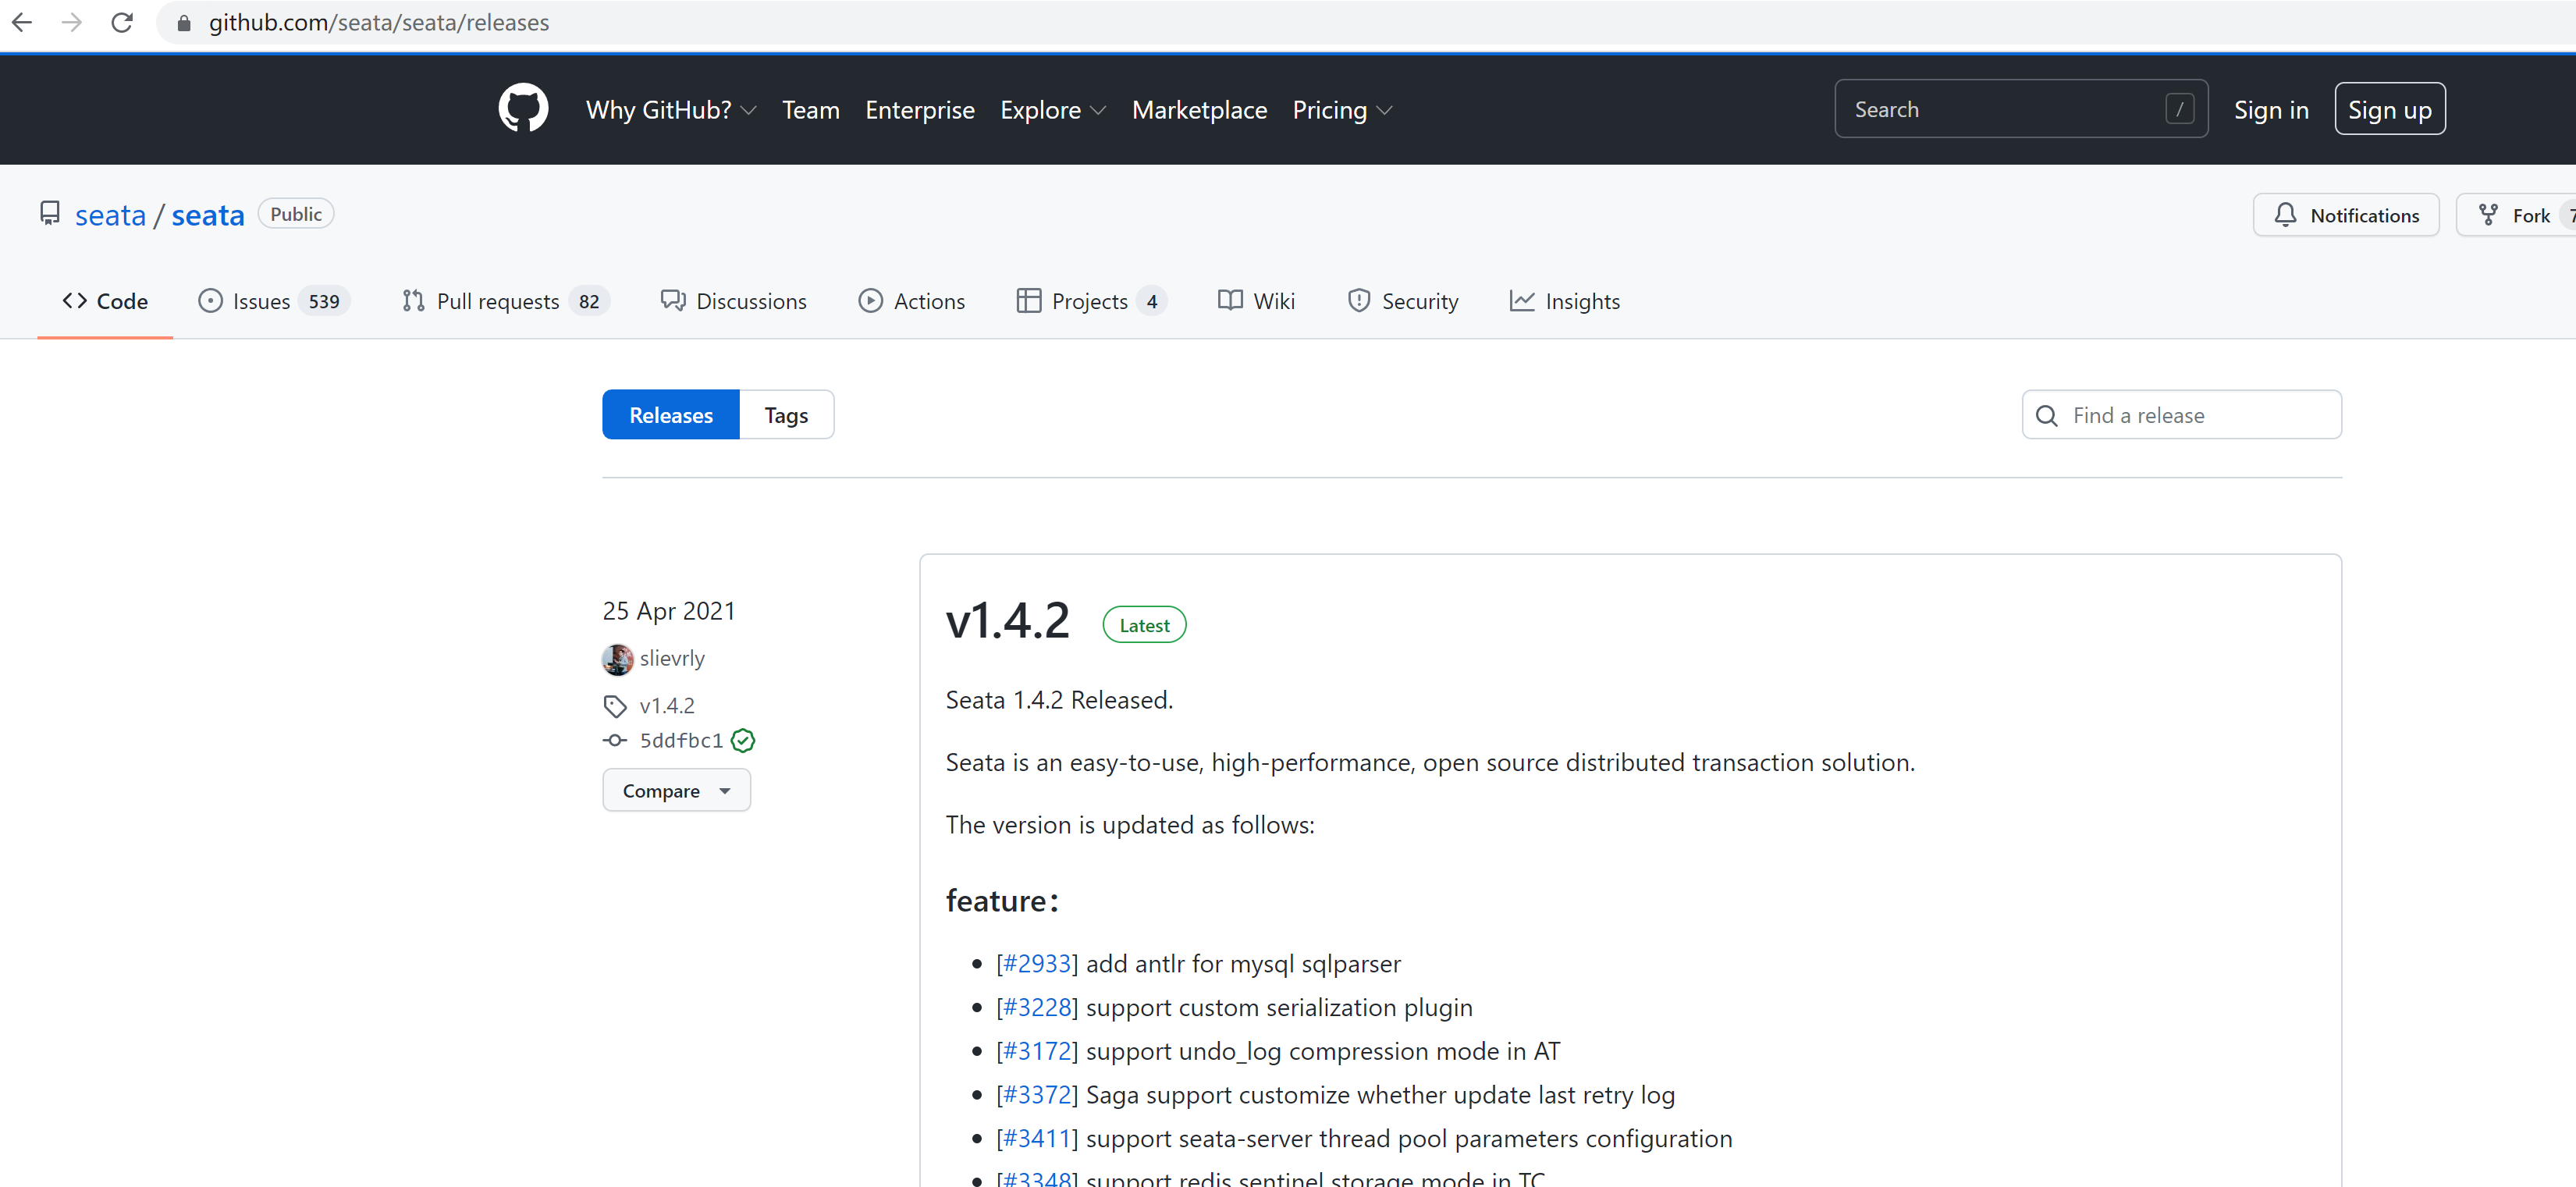 github.com/seata/seata/releases
Why GitHub? Team Enterprise Explore Marketplace Pricing Search / Sign in Sign up
seata / seata Public Notifications Fork
Code Issues 539 Pull requests 82 Discussions Actions Projects 4 Wiki Security Insights
Releases Tags Find a release
25 Apr 2021
slievrly
v1.4.2
5ddfbc1
Compare
v1.4.2 Latest
Seata 1.4.2 Released.
Seata is an easy-to-use, high-performance, open source distributed transaction solution.
The version is updated as follows:
feature：
[#2933] add antlr for mysql sqlparser
[#3228] support custom serialization plugin
[#3172] support undo_log compression mode in AT
[#3372] Saga support customize whether update last retry log
[#3411] support seata-server thread pool parameters configuration
[#3348] support redis sentinel storage mode in TC